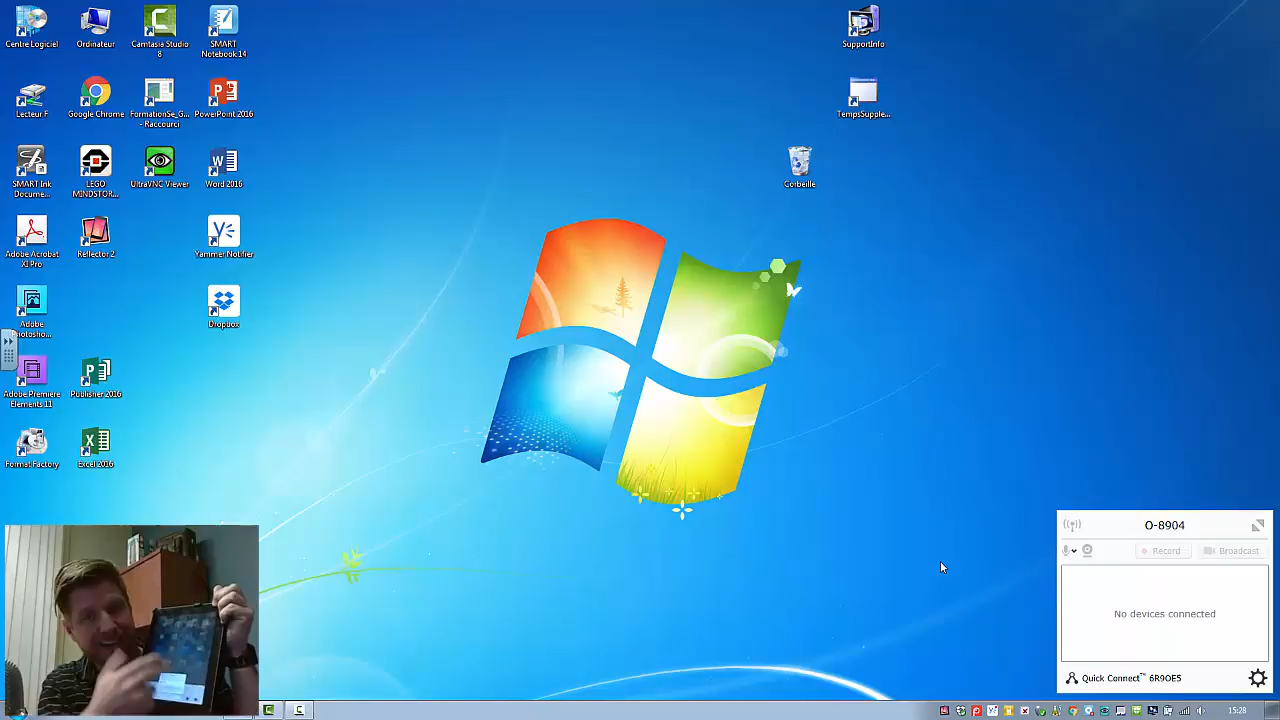 Centre Logiciel
Ordinateur
Camtasia Studio
8
SMART
Notebook 14
SupportInfo
Lecteur F
Google Chrome
FormationSe_G...
- Raccourci
PowerPoint 2016
TempsSupple...
SMART Ink
Docume...
LEGO
MINDSTOR...
UltraVNC Viewer
Word 2016
Corbeille
Adobe Acrobat
XI Pro
Reflector 2
Yammer Notifier
Adobe
Photosho...
Dropbox
Adobe Premiere
Elements 11
Publisher 2016
Format Factory
Excel 2016
O-8904
Record
Broadcast
No devices connected
Quick Connect™ 6R9OE5
15:28